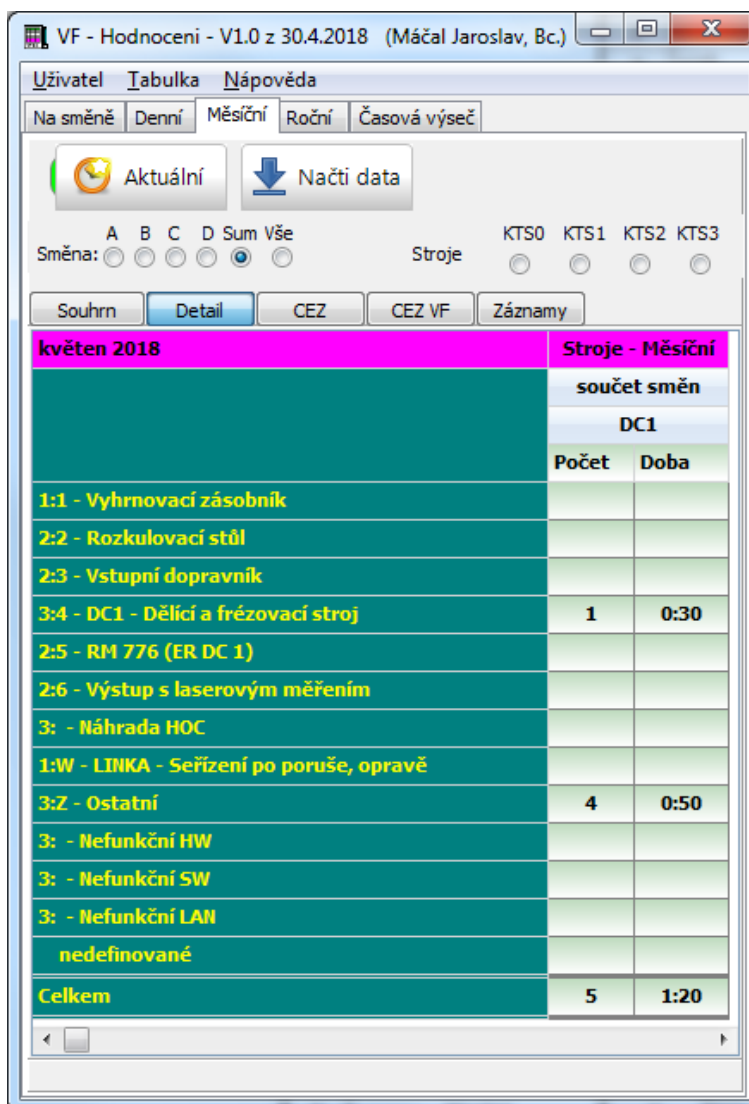 VF - Hodnoceni - V1.0 z 30.4.2018 (Máčal Jaroslav, Bc.)
Uživatel Tabulka Nápověda
Na směně Denní Měsíční Roční Časová výseč
Aktuální Načti data
A B C D Sum Vše KTS0 KTS1 KTS2 KTS3
Směna: Stroje
Souhrn Detail CEZ CEZ VF Záznamy
květen 2018 Stroje - Měsíční
součet směn
DC1
Počet Doba
1:1 - Vyhrnovací zásobník
2:2 - Rozkulovací stůl
2:3 - Vstupní dopravník
3:4 - DC1 - Dělící a frézovací stroj 1 0:30
2:5 - RM 776 (ER DC 1)
2:6 - Výstup s laserovým měřením
3: - Náhrada HOC
1:W - LINKA - Seřízení po poruše, opravě
3:Z - Ostatní 4 0:50
3: - Nefunkční HW
3: - Nefunkční SW
3: - Nefunkční LAN
nedefinované
Celkem 5 1:20